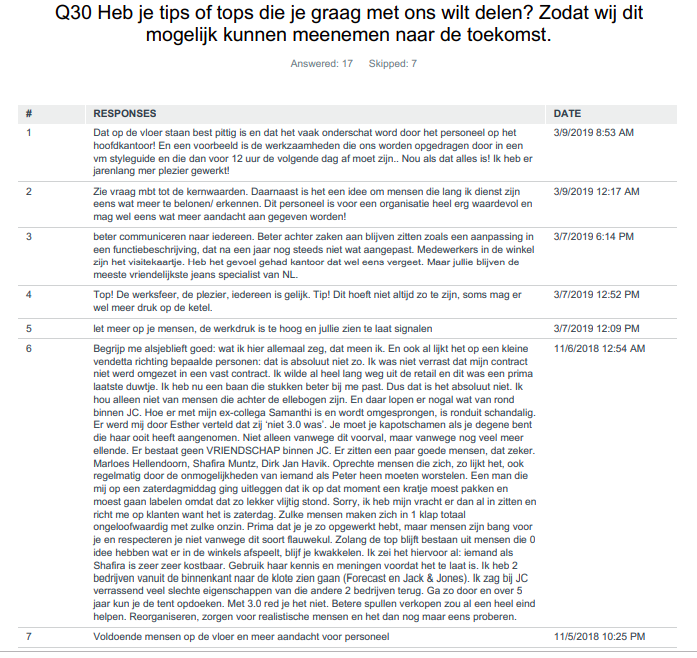 Q30 Heb je tips of tops die je graag met ons wilt delen? Zodat wij dit
mogelijk kunnen meenemen naar de toekomst.
Answered: 17 Skipped: 7
# RESPONSES DATE
1 Dat op de vloer staan best pittig is en dat het vaak onderschat word door het personeel op het 3/9/2019 8:53 AM
hoofdkantoor! En een voorbeeld is de werkzaamheden die ons worden opgedragen door in een
vm styleguide en die dan voor 12 uur de volgende dag af moet zijn.. Nou als dat alles is! Ik heb er
jarenlang mer plezier gewerkt!
2 Zie vraag mbt tot de kernwaarden. Daarnaast is het een idee om mensen die lang ik dienst zijn 3/9/2019 12:17 AM
eens wat meer te belonen/ erkennen. Dit personeel is voor een organisatie heel erg waardevol en
mag wel eens wat meer aandacht aan gegeven worden!
3 beter communiceren naar iedereen. Beter achter zaken aan blijven zitten zoals een aanpassing in 3/7/2019 6:14 PM
een functiebeschrijving, dat na een jaar nog steeds niet wat aangepast. Medewerkers in de winkel
zijn het visitekaartje. Heb het gevoel gehad kantoor dat wel eens vergeet. Maar jullie blijven de
meeste vriendelijkste jeans specialist van NL.
4 Top! De werksfeer, de plezier, iedereen is gelijk. Tip! Dit hoeft niet altijd zo te zijn, soms mag er 3/7/2019 12:52 PM
wel meer druk op de ketel.
5 let meer op je mensen, de werkdruk is te hoog en jullie zien te laat signalen 3/7/2019 12:09 PM
6 Begrijp me alsjeblieft goed: wat ik hier allemaal zeg, dat meen ik. En ook al lijkt het op een kleine 11/6/2018 12:54 AM
vendetta richting bepaalde personen: dat is absoluut niet zo. Ik was niet verrast dat mijn contract
niet werd omgezet in een vast contract. Ik wilde al heel lang weg uit de retail en dit was een prima
laatste duwtje. Ik heb nu een baan die stukken beter bij me past. Dus dat is het absoluut niet. Ik
hou alleen niet van mensen die achter de ellebogen zijn. En daar lopen er nogal wat van rond
binnen JC. Hoe er met mijn ex-collega Samanthi is en wordt omgesprongen, is ronduit schandalig.
Er werd mij door Esther verteld dat zij 'niet 3.0 was'. Je moet je kapotschamen als je degene bent
die haar ooit heeft aangenomen. Niet alleen vanwege dit voorval, maar vanwege nog veel meer
ellende. Er bestaat geen VRIENDSCHAP binnen JC. Er zitten een paar goede mensen, dat zeker.
Marloes Hellendoorn, Shafira Muntz, Dirk Jan Havik. Oprechte mensen die zich, zo lijkt het, ook
regelmatig door de onmogelijkheden van iemand als Peter heen moeten worstelen. Een man die
mij op een zaterdagmiddag ging uitleggen dat ik op dat moment een kratje moest pakken en
moest gaan labelen omdat dat zo lekker vlijtig stond. Sorry, ik heb mijn vracht er dan al in zitten en
richt me op klanten want het is zaterdag. Zulke mensen maken zich in 1 klap totaal
ongeloofwaardig met zulke onzin. Prima dat je je zo opgewerkt hebt, maar mensen zijn bang voor
je en respecteren je niet vanwege dit soort flauwekul. Zolang de top blijft bestaan uit mensen die 0
idee hebben wat er in de winkels afspeelt, blijf je kwakkelen. Ik zei het hiervoor al: iemand als
Shafira is zeer zeer kostbaar. Gebruik haar kennis en meningen voordat het te laat is. Ik heb 2
bedrijven vanuit de binnenkant naar de klote zien gaan (Forecast en Jack & Jones). Ik zag bij JC
verrassend veel slechte eigenschappen van die andere 2 bedrijven terug. Ga zo door en over 5
jaar kun je de tent opdoeken. Met 3.0 red je het niet. Betere spullen verkopen zou al een heel eind
helpen. Reorganiseren, zorgen voor realistische mensen en het dan nog maar eens proberen.
7 Voldoende mensen op de vloer en meer aandacht voor personeel 11/5/2018 10:25 PM